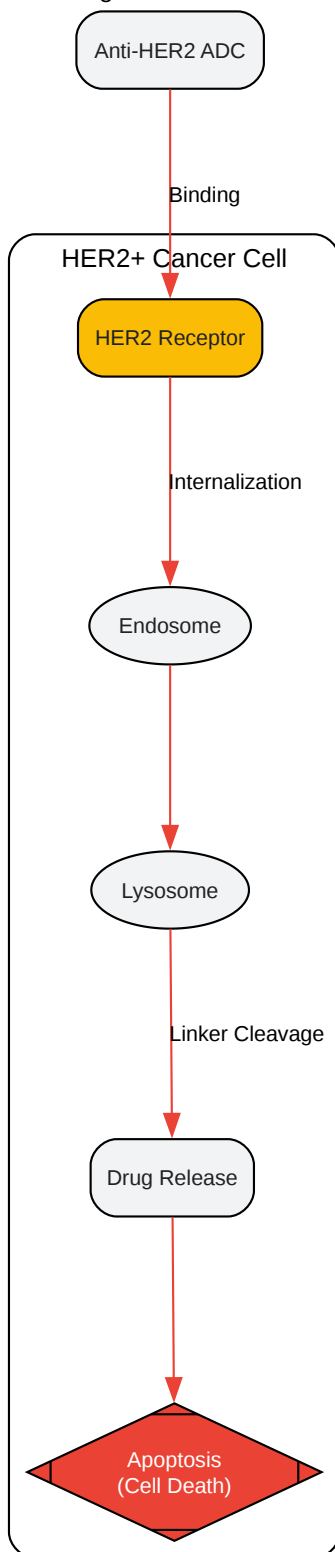 Anti-HER2 ADC
Binding
HER2+ Cancer Cell
HER2 Receptor
Internalization
Endosome
Lysosome
Linker Cleavage
Drug Release
Apoptosis
(Cell Death)